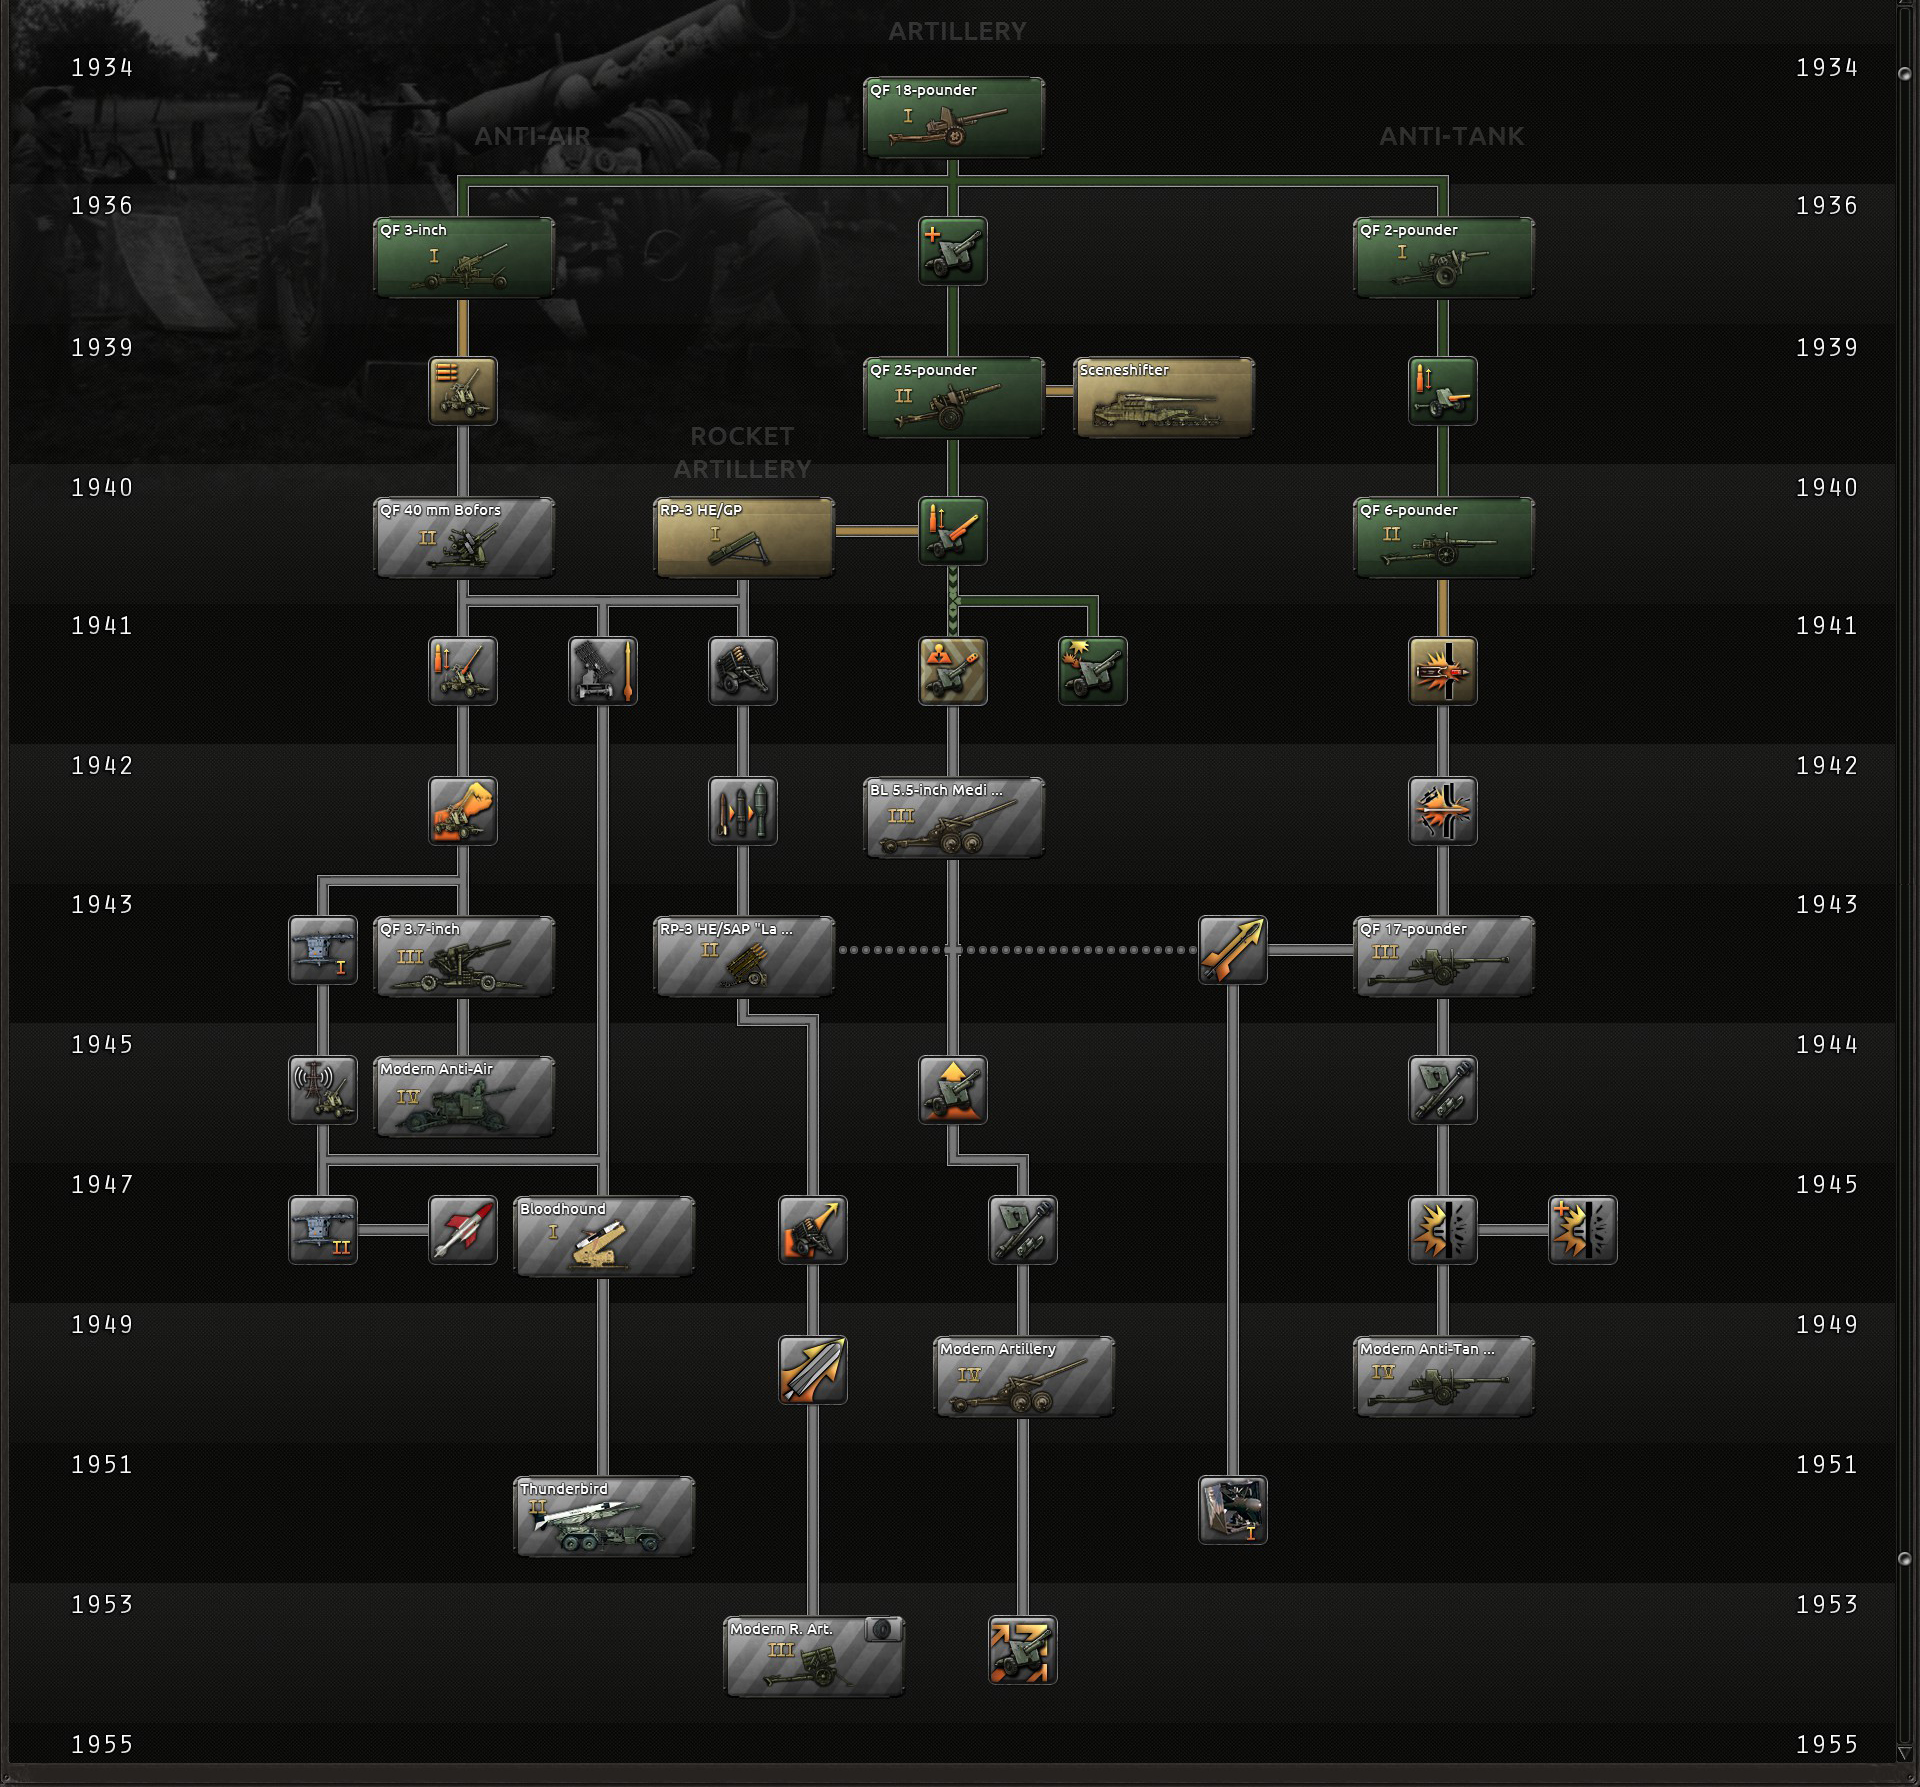 ARTILLERY
1934
1934
QF 18-pounder
I
ANTI-AIR
ANTI-TANK
1936
1936
QF 3-inch
I
QF 2-pounder
I
1939
1939
QF 25-pounder
II
Sceneshifter
ROCKET
ARTILLERY
1940
1940
QF 40 mm Bofors
II
RP-3 HE/GP
I
QF 6-pounder
II
1941
1941
1942
1942
BL 5.5-inch Medi ...
III
1943
1943
I
QF 3.7-inch
III
RP-3 HE/SAP "La ...
II
QF 17-pounder
III
1945
1944
Modern Anti-Air
IV
1947
1945
II
Bloodhound
I
1949
1949
Modern Artillery
IV
Modern Anti-Tan ...
IV
1951
1951
Thunderbird
II
I
1953
1953
Modern R. Art.
III
1955
1955